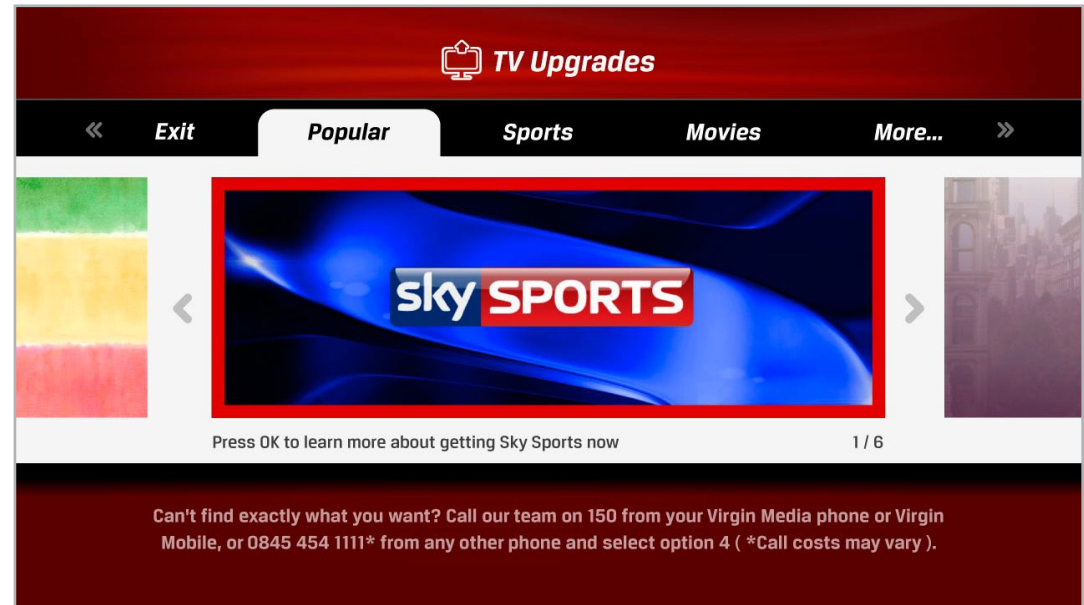 TV Upgrades
Exit Popular Sports Movies More...
sky SPORTS
Press OK to learn more about getting Sky Sports now 1 / 6
Can't find exactly what you want? Call our team on 150 from your Virgin Media phone or Virgin
Mobile, or 0845 454 1111* from any other phone and select option 4 ( *Call costs may vary ).